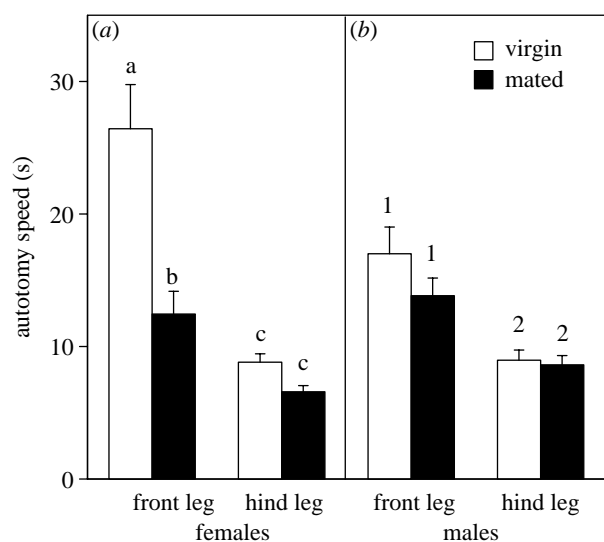 (a)
(b)
virgin
mated
autotomy speed (s)
30
20
10
0
a
b
c
c
1
1
2
2
front leg hind leg front leg hind leg
females males